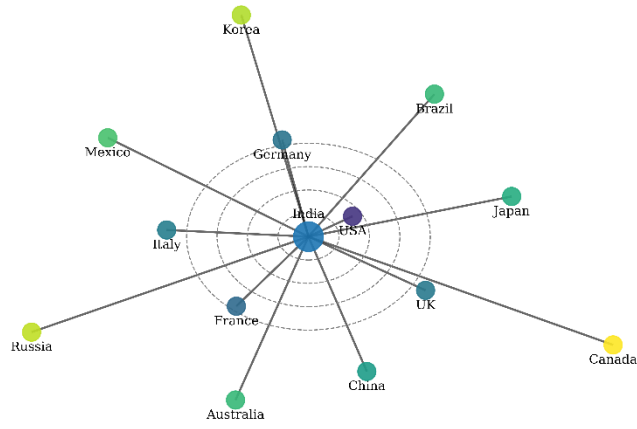 Korea
Brazil
Mexico
Germany
Japan
India
USA
Italy
UK
France
Russia
Canada
China
Australia